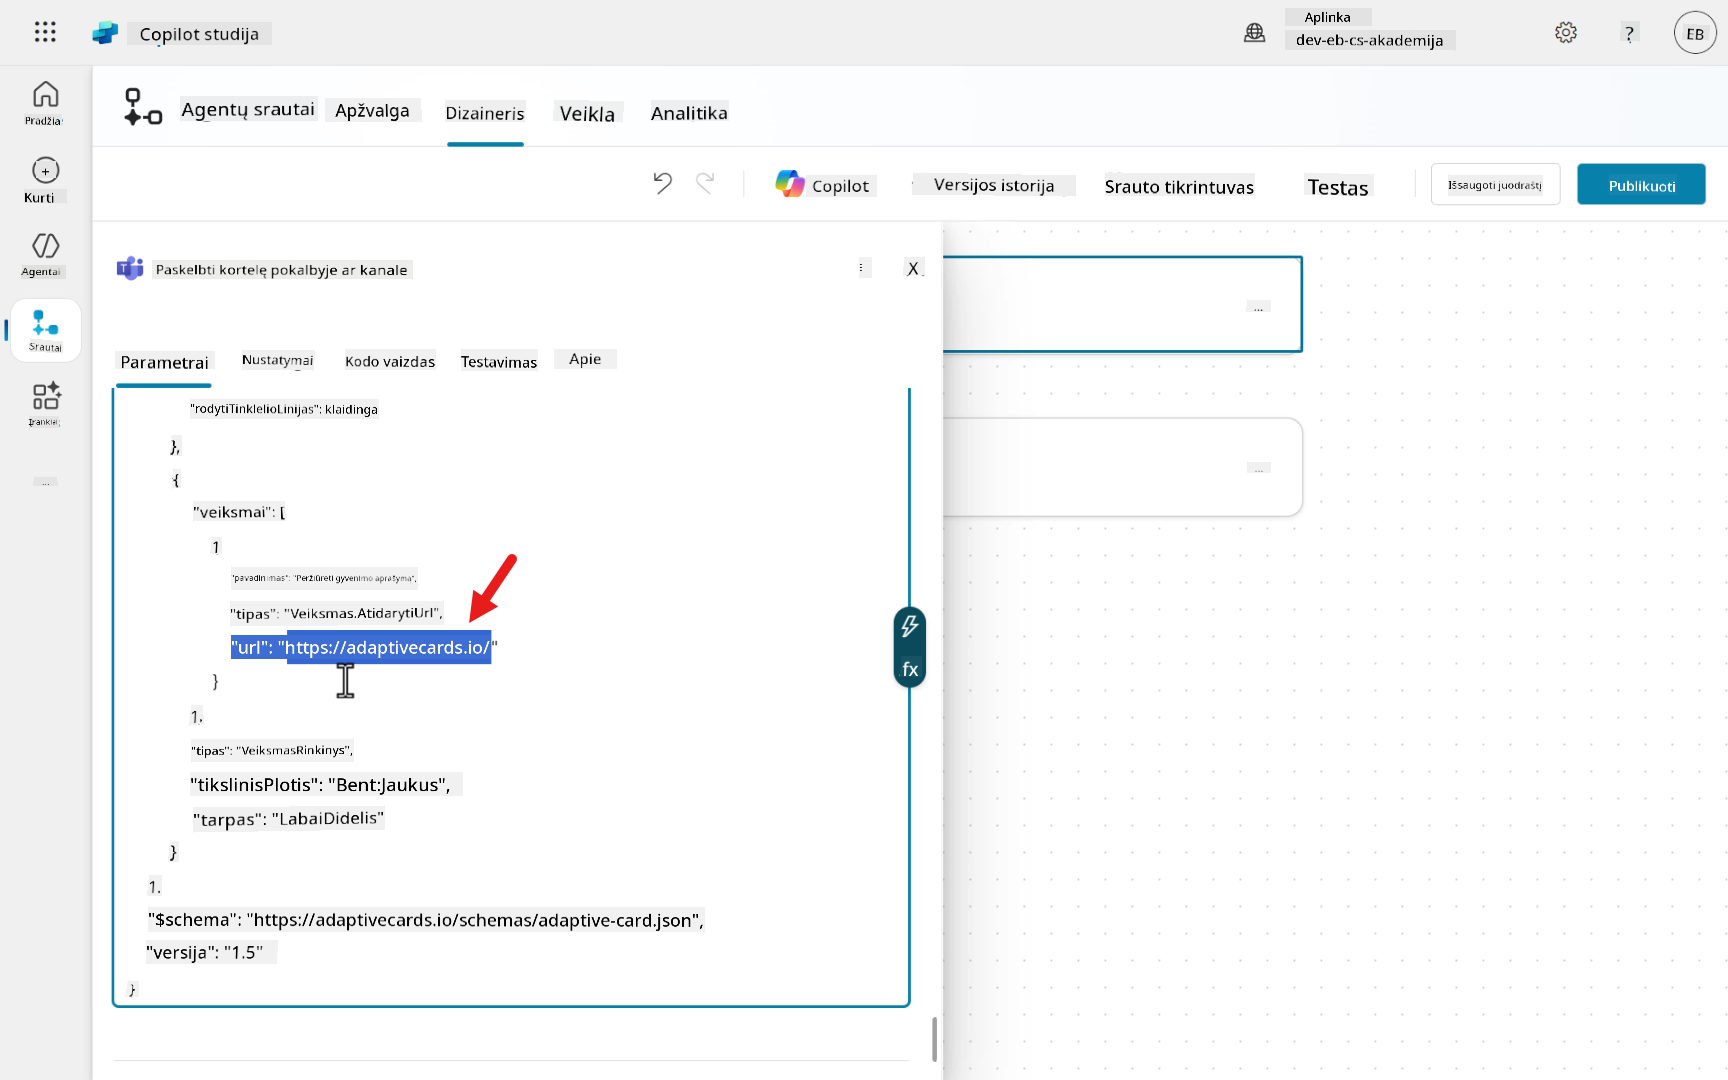 Copilot studija
Aplinka
dev-eb-cs-akademija
?
EB
Pradžia
Kurti
Agentai
Srautai
Įrankiai
...
Agentų srautai
Apžvalga
Dizaineris
Veikla
Analitika
Copilot
Versijos istorija
Srauto tikrintuvas
Testas
Išsaugoti juodraštį
Publikuoti
Paskelbti kortelę pokalbyje ar kanale
X
Parametrai
Nustatymai
Kodo vaizdas
Testavimas
Apie
"rodytiTinklelioLinijas": klaidinga
},
{
"veiksmai": [
1
"pavadinimas": "Peržiūrėti gyvenimo aprašymą",
"tipas": "Veiksmas.AtidarytiUrl",
"url": "https://adaptivecards.io/"
}
1,
"tipas": "VeiksmasRinkinys",
"tikslinisPlotis": "Bent:Jaukus",
"tarpas": "LabaiDidelis"
}
1.
"$schema": "https://adaptivecards.io/schemas/adaptive-card.json",
"versija": "1.5"
}
fx
...
...